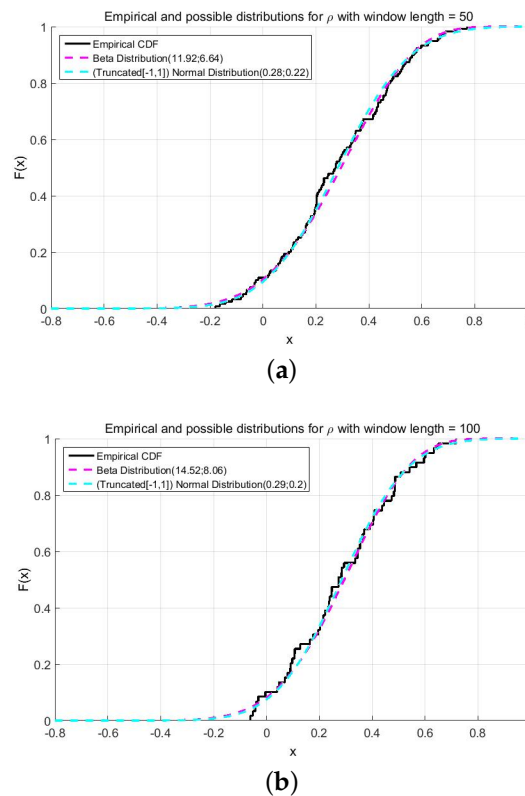 Empirical and possible distributions for ρ with window length = 50
Empirical CDF
Beta Distribution(11.92;6.64)
(Truncated[-1,1]) Normal Distribution(0.28;0.22)
1
0.8
0.6
0.4
0.2
0
F(x)
-0.8 -0.6 -0.4 -0.2 0 0.2 0.4 0.6 0.8
x
(a)
Empirical and possible distributions for ρ with window length = 100
Empirical CDF
Beta Distribution(14.52;8.06)
(Truncated[-1,1]) Normal Distribution(0.29;0.2)
1
0.8
0.6
0.4
0.2
0
F(x)
-0.8 -0.6 -0.4 -0.2 0 0.2 0.4 0.6 0.8
x
(b)